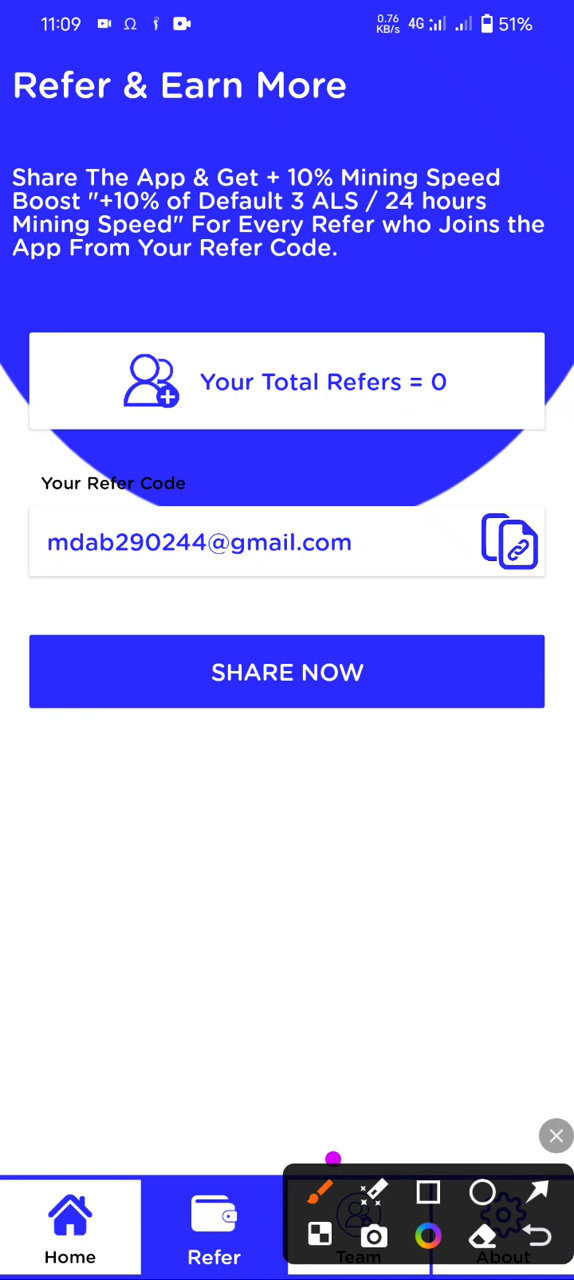 11:09
0.76
KB/s
4G
51%
Refer & Earn More
Share The App & Get + 10% Mining Speed
Boost "+10% of Default 3 ALS / 24 hours
Mining Speed" For Every Refer who Joins the
App From Your Refer Code.
Your Total Refers = 0
Your Refer Code
mdab290244@gmail.com
SHARE NOW
Home
Refer
Team
About